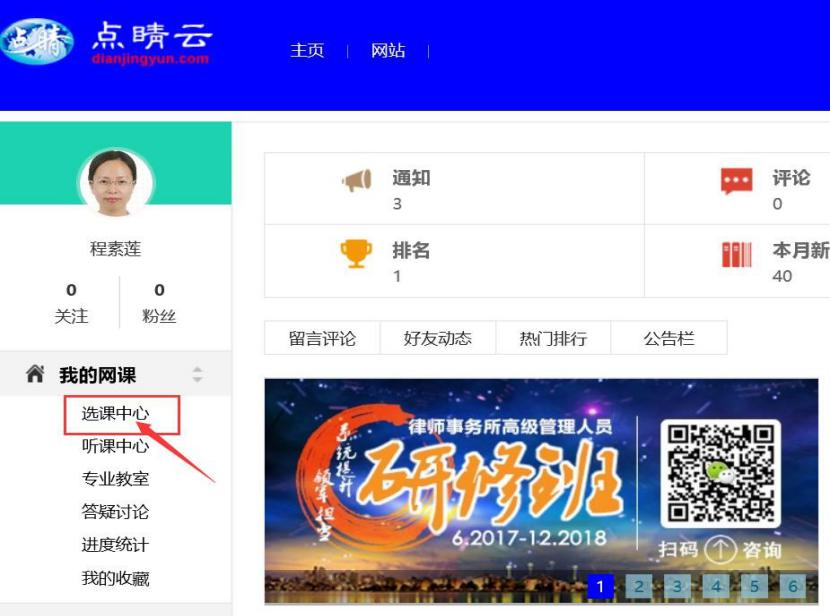 点睛
点睛云
dianjingyun.com
主页 | 网站 |
程素莲
0 0
关注 粉丝
我的网课
选课中心
听课中心
专业教室
答疑讨论
进度统计
我的收藏
通知
3
评论
0
排名
1
本月新
40
留言评论 好友动态 热门排行 公告栏
律师事务所高级管理人员
系统提升
领军担当
研修班
6.2017-12.2018
扫码 咨询
1 2 3 4 5 6